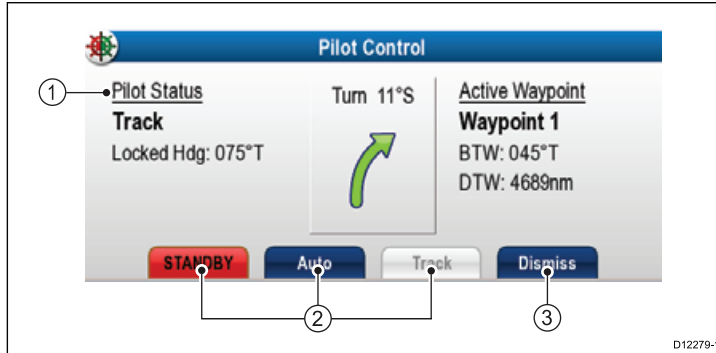 Pilot Control
1
Pilot Status
Track
Locked Hdg: 075°T
Turn 11°S
Active Waypoint
Waypoint 1
BTW: 045°T
DTW: 4689nm
STANDBY
Auto
Track
Dismiss
2
3